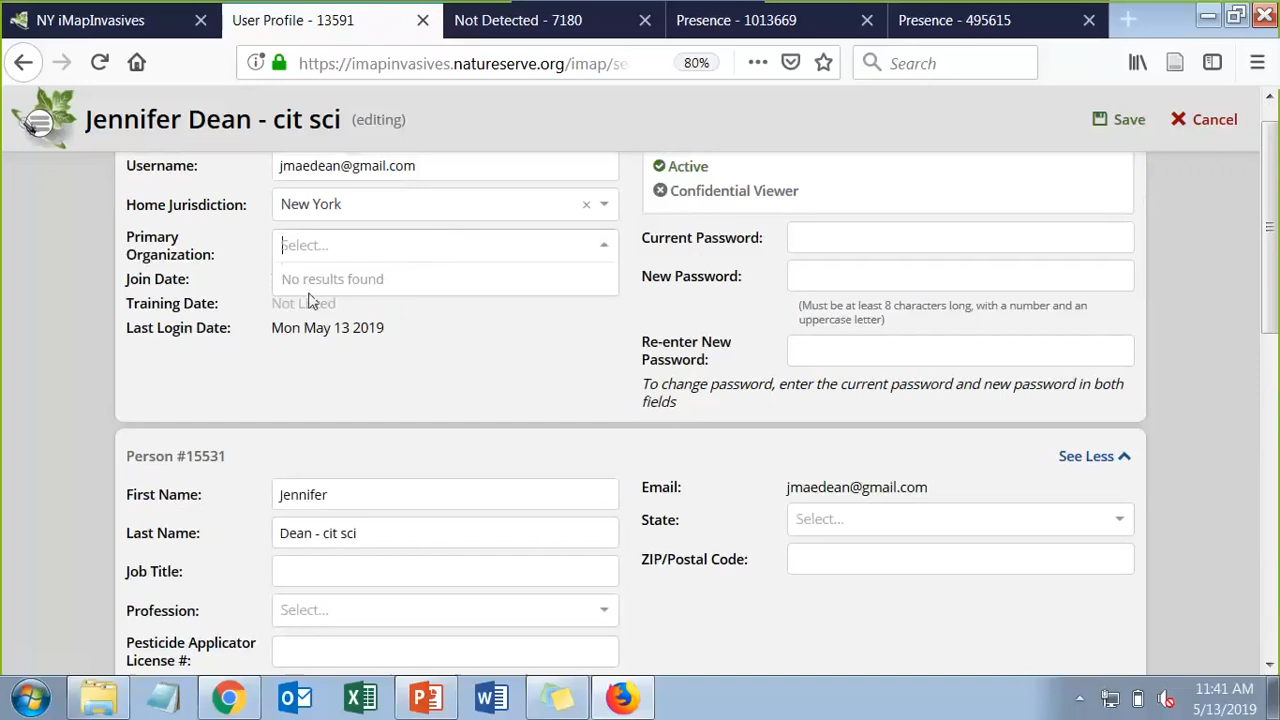 NY iMapInvasives
User Profile - 13591
Not Detected - 7180
Presence - 1013669
Presence - 495615
https://imapinvasives.natureserve.org/imap/se
80%
Search
Jennifer Dean - cit sci (editing)
Save
Cancel
Username: jmaedean@gmail.com
Home Jurisdiction: New York
Primary
Organization:
Select...
No results found
Join Date:
Training Date: Not Listed
Last Login Date: Mon May 13 2019
Active
Confidential Viewer
Current Password:
New Password:
(Must be at least 8 characters long, with a number and an
uppercase letter)
Re-enter New
Password:
To change password, enter the current password and new password in both
fields
Person #15531
See Less
First Name: Jennifer
Last Name: Dean - cit sci
Job Title:
Profession: Select...
Pesticide Applicator
License #:
Email: jmaedean@gmail.com
State: Select...
ZIP/Postal Code:
11:41 AM
5/13/2019